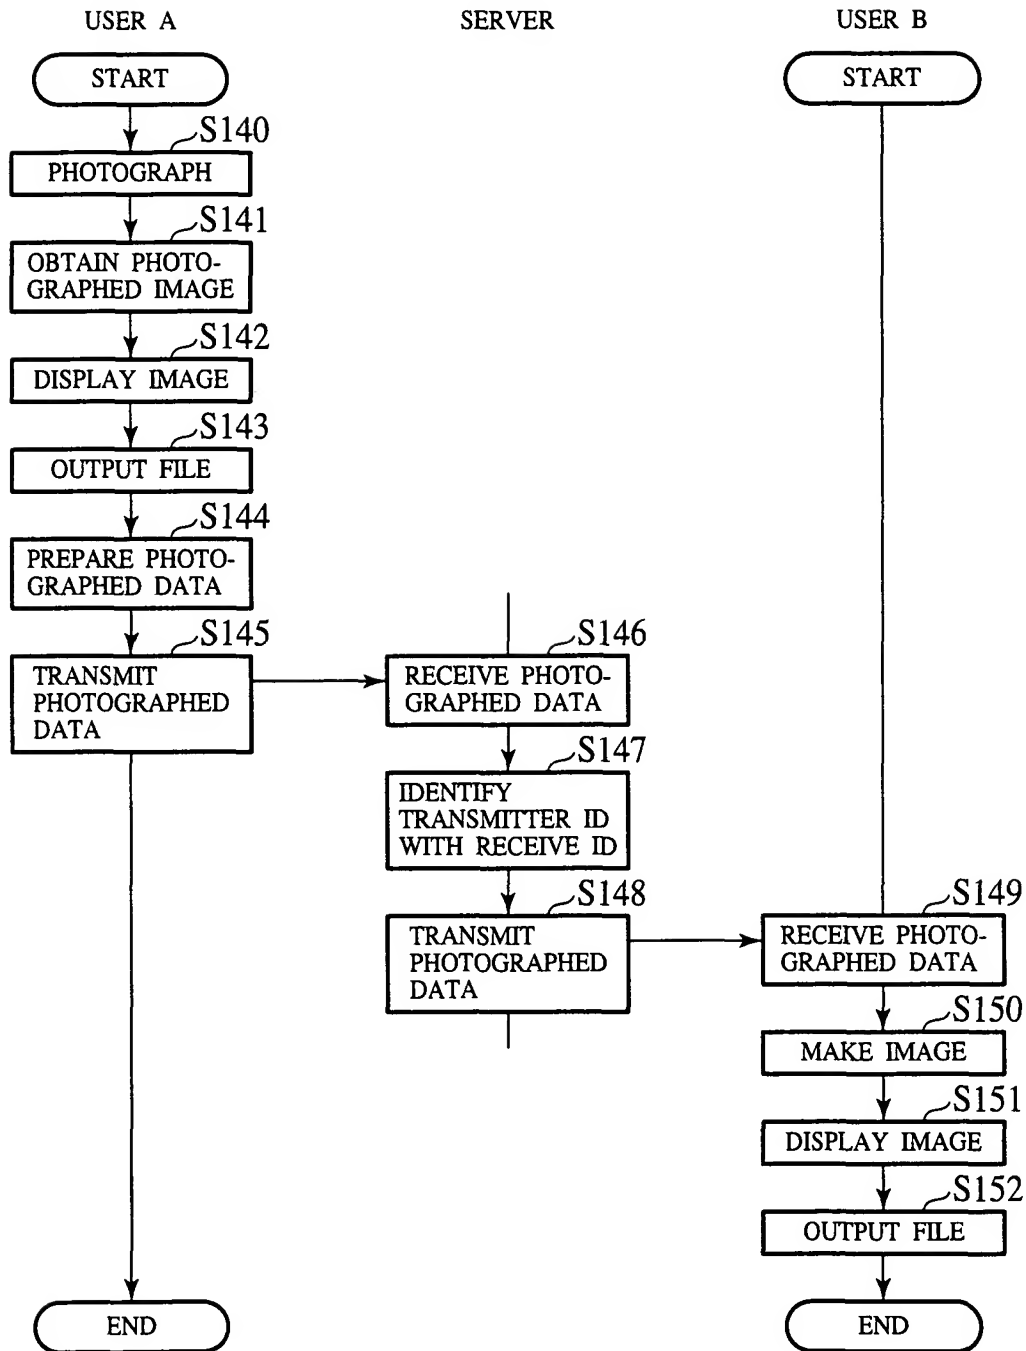 USER A
SERVER
USER B
START
START
S140
PHOTOGRAPH
S141
OBTAIN PHOTO-
GRAPHED IMAGE
S142
DISPLAY IMAGE
S143
OUTPUT FILE
S144
PREPARE PHOTO-
GRAPHED DATA
S145
TRANSMIT
PHOTOGRAPHED
DATA
S146
RECEIVE PHOTO-
GRAPHED DATA
S147
IDENTIFY
TRANSMITTER ID
WITH RECEIVE ID
S148
TRANSMIT
PHOTOGRAPHED
DATA
S149
RECEIVE PHOTO-
GRAPHED DATA
S150
MAKE IMAGE
S151
DISPLAY IMAGE
S152
OUTPUT FILE
END
END